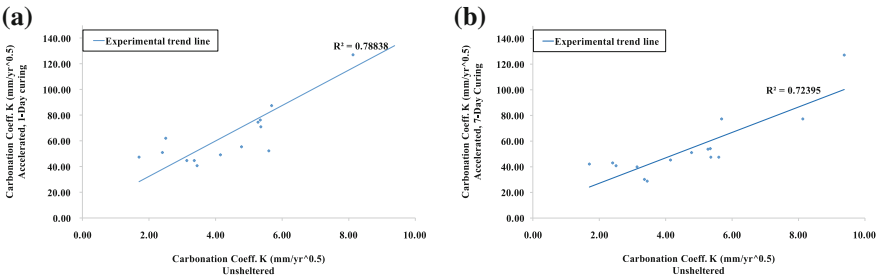 (a)
Experimental trend line
R² = 0.78838
Carbonation Coeff. K (mm/yr^0.5)
Accelerated, 1-Day Curing
140.00
120.00
100.00
80.00
60.00
40.00
20.00
0.00
0.00 2.00 4.00 6.00 8.00 10.00
Carbonation Coeff. K (mm/yr^0.5)
Unsheltered
(b)
Experimental trend line
R² = 0.72395
Carbonation Coeff. K (mm/yr^0.5)
Accelerated, 7-Day Curing
140.00
120.00
100.00
80.00
60.00
40.00
20.00
0.00
0.00 2.00 4.00 6.00 8.00 10.00
Carbonation Coeff. K (mm/yr^0.5)
Unsheltered